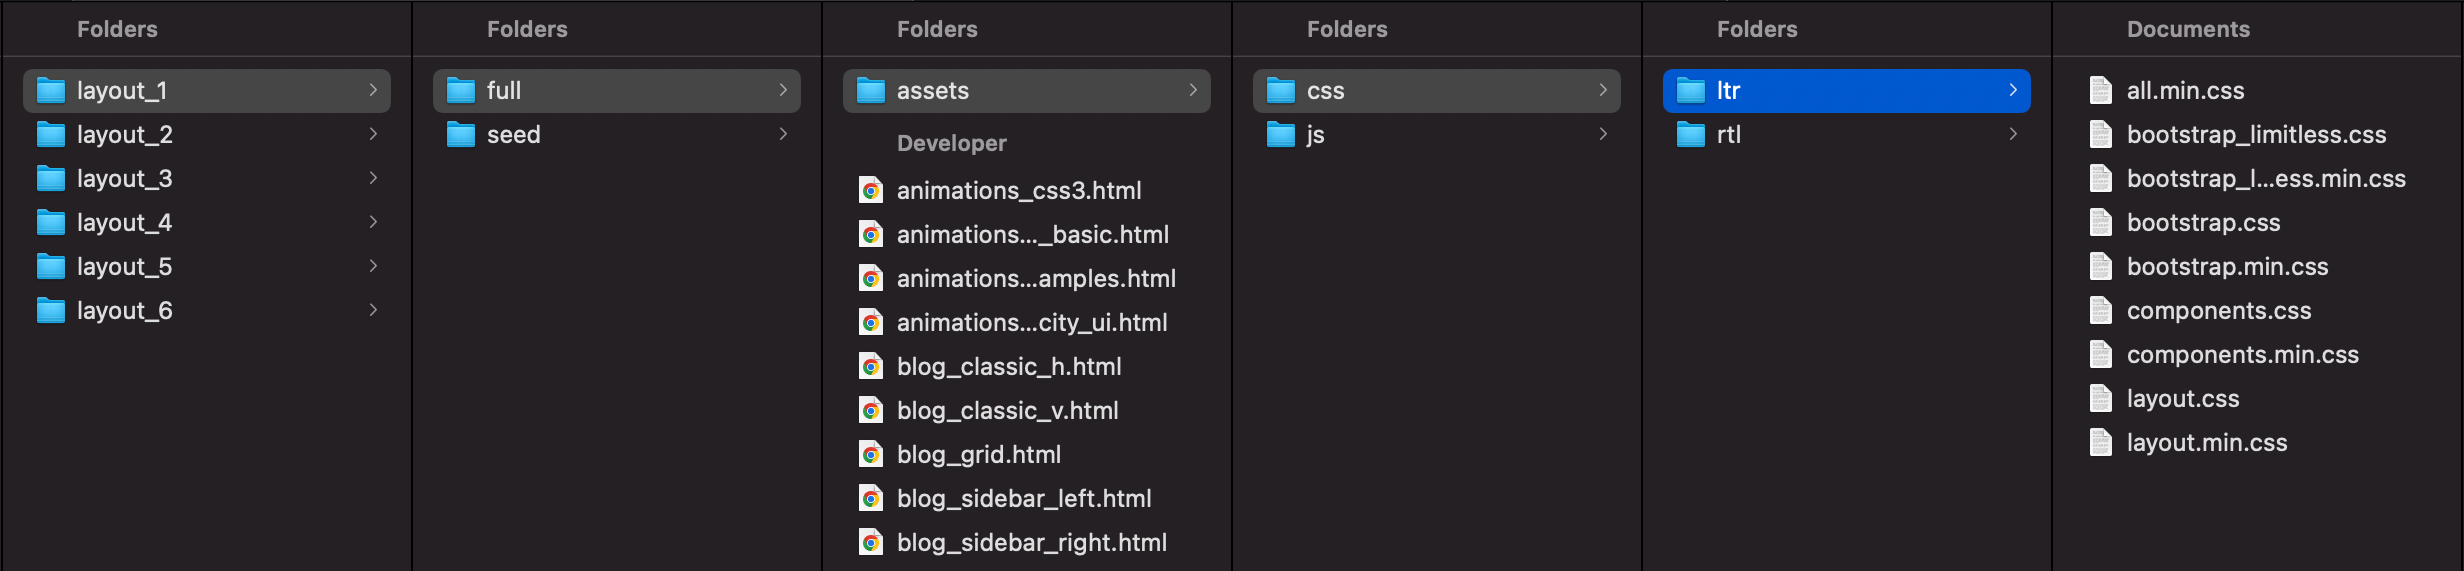 Folders
layout_1
layout_2
layout_3
layout_4
layout_5
layout_6
Folders
full
seed
Folders
assets
Developer
animations_css3.html
animations..._basic.html
animations...amples.html
animations...city_ui.html
blog_classic_h.html
blog_classic_v.html
blog_grid.html
blog_sidebar_left.html
blog_sidebar_right.html
Folders
css
js
Folders
ltr
rtl
Documents
all.min.css
bootstrap_limitless.css
bootstrap_l...ess.min.css
bootstrap.css
bootstrap.min.css
components.css
components.min.css
layout.css
layout.min.css